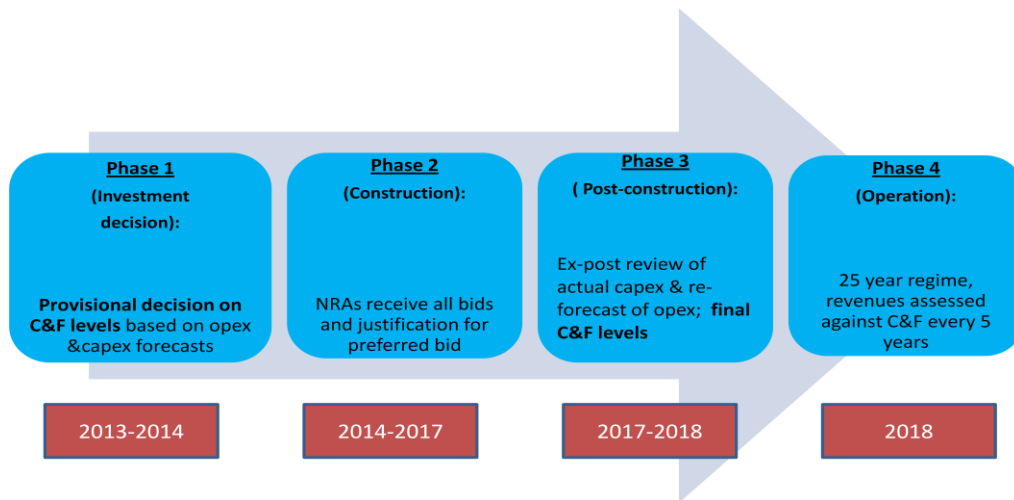 Phase 1
(Investment
decision):
Provisional decision on
C&F levels based on opex
&capex forecasts
Phase 2
(Construction):
NRAs receive all bids
and justification for
preferred bid
Phase 3
( Post-construction):
Ex-post review of
actual capex & re-
forecast of opex; final
C&F levels
Phase 4
(Operation):
25 year regime,
revenues assessed
against C&F every 5
years
2013-2014
2014-2017
2017-2018
2018